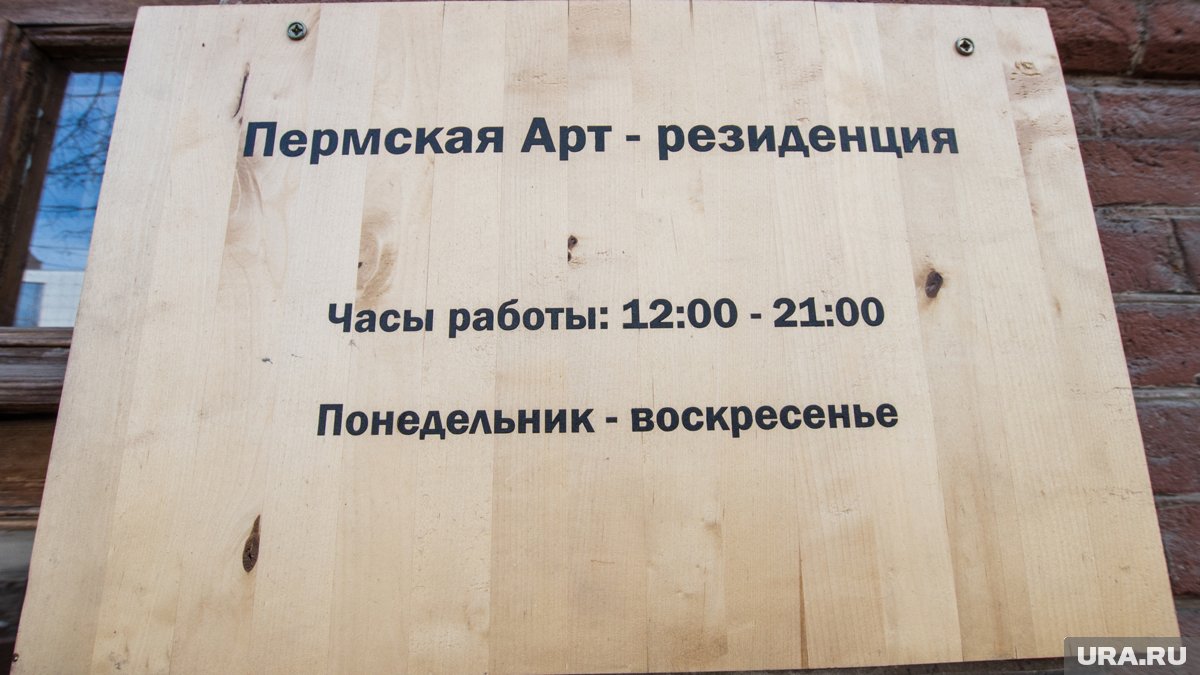 Пермская Арт - резиденция
Часы работы: 12:00 - 21:00
Понедельник - воскресенье
URA.RU